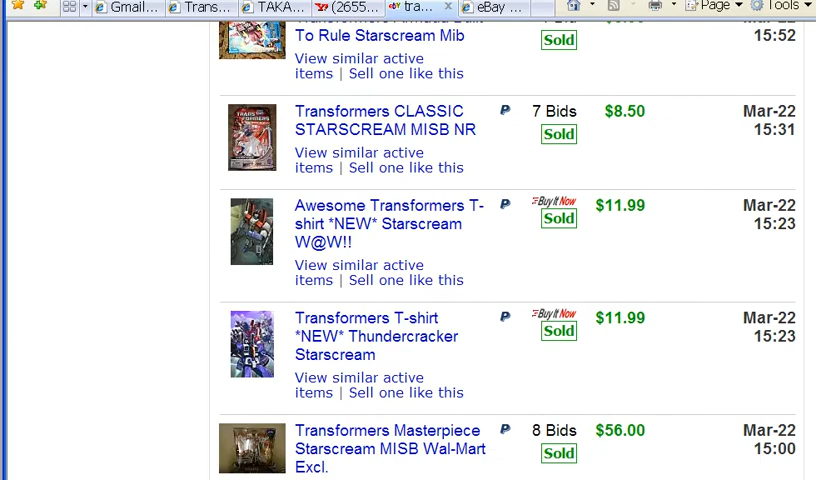 Gmail...
Trans...
TAKA...
(2655...
tra...
eBay ...
Page
Tools
To Rule Starscream Mib
Sold
15:52
View similar active
items | Sell one like this
Transformers CLASSIC
STARSCREAM MISB NR
7 Bids
Sold
$8.50
Mar-22
15:31
View similar active
items | Sell one like this
Awesome Transformers T-
shirt *NEW* Starscream
W@W!!
Buy It Now
Sold
$11.99
Mar-22
15:23
View similar active
items | Sell one like this
Transformers T-shirt
*NEW* Thundercracker
Starscream
Buy It Now
Sold
$11.99
Mar-22
15:23
View similar active
items | Sell one like this
Transformers Masterpiece
Starscream MISB Wal-Mart
Excl.
8 Bids
Sold
$56.00
Mar-22
15:00